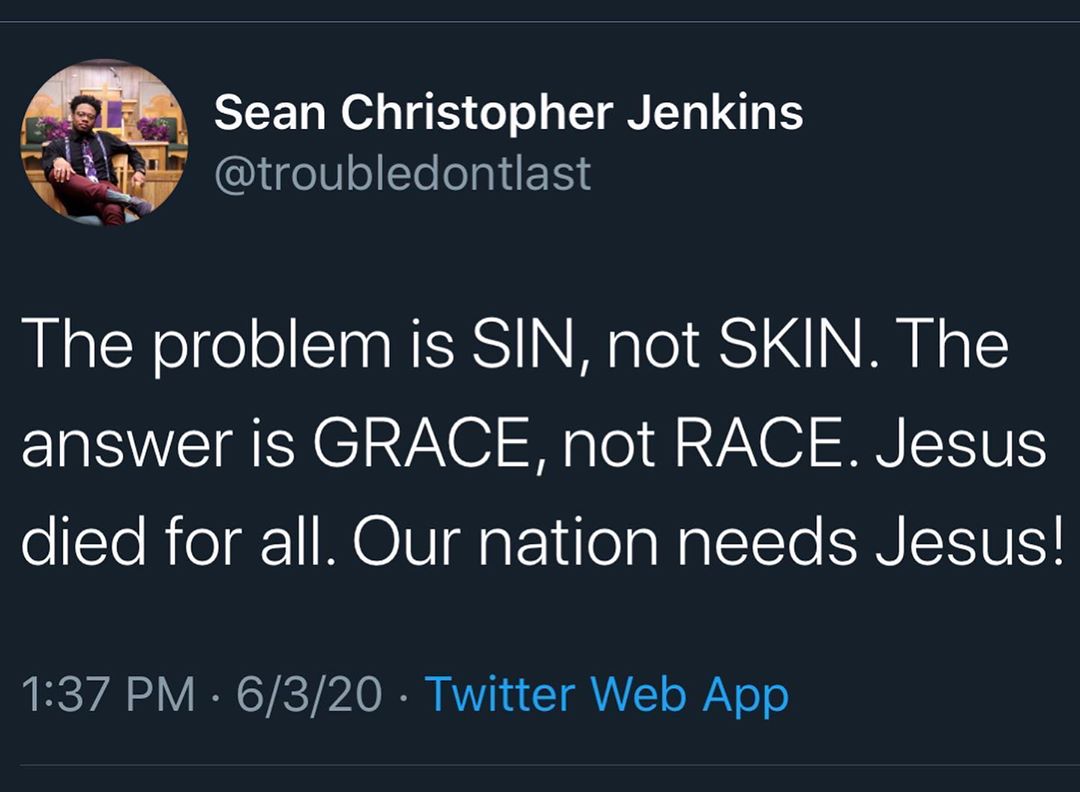 Sean Christopher Jenkins
@troubledontlast
The problem is SIN, not SKIN. The
answer is GRACE, not RACE. Jesus
died for all. Our nation needs Jesus!
1:37 PM · 6/3/20 · Twitter Web App